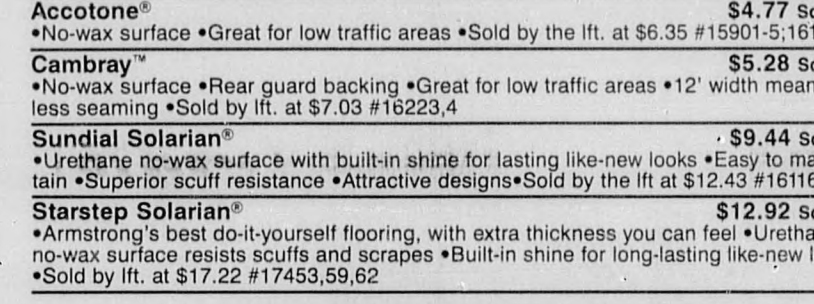 Accotone® $4.77 Sq
•No-wax surface •Great for low traffic areas •Sold by the lft. at $6.35 #15901-5;161
Cambray™ $5.28 Sq
•No-wax surface •Rear guard backing •Great for low traffic areas •12' width mean
less seaming •Sold by lft. at $7.03 #16223,4
Sundial Solarian® $9.44 Sq
•Urethane no-wax surface with built-in shine for lasting like-new looks •Easy to ma
tain •Superior scuff resistance •Attractive designs•Sold by the lft at $12.43 #16116
Starstep Solarian® $12.92 Sq
•Armstrong's best do-it-yourself flooring, with extra thickness you can feel •Uretha
no-wax surface resists scuffs and scrapes •Built-in shine for long-lasting like-new l
•Sold by lft. at $17.22 #17453,59,62